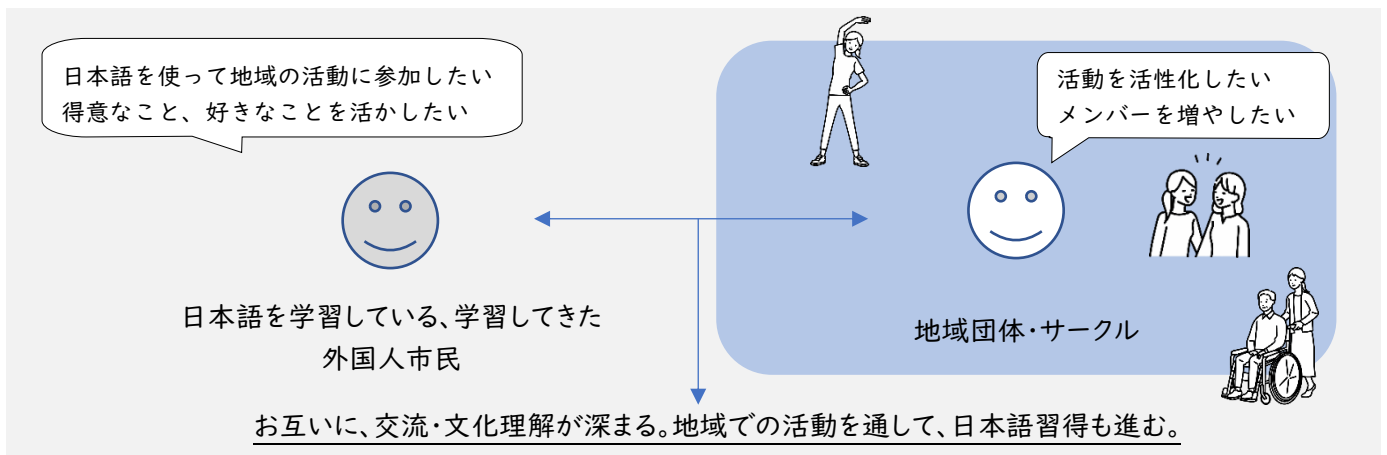 日本語を使って地域の活動に参加したい
得意なこと、好きなことを活かしたい
活動を活性化したい
メンバーを増やしたい
日本語を学習している、学習してきた
外国人市民
地域団体・サークル
お互いに、交流・文化理解が深まる。地域での活動を通して、日本語習得も進む。